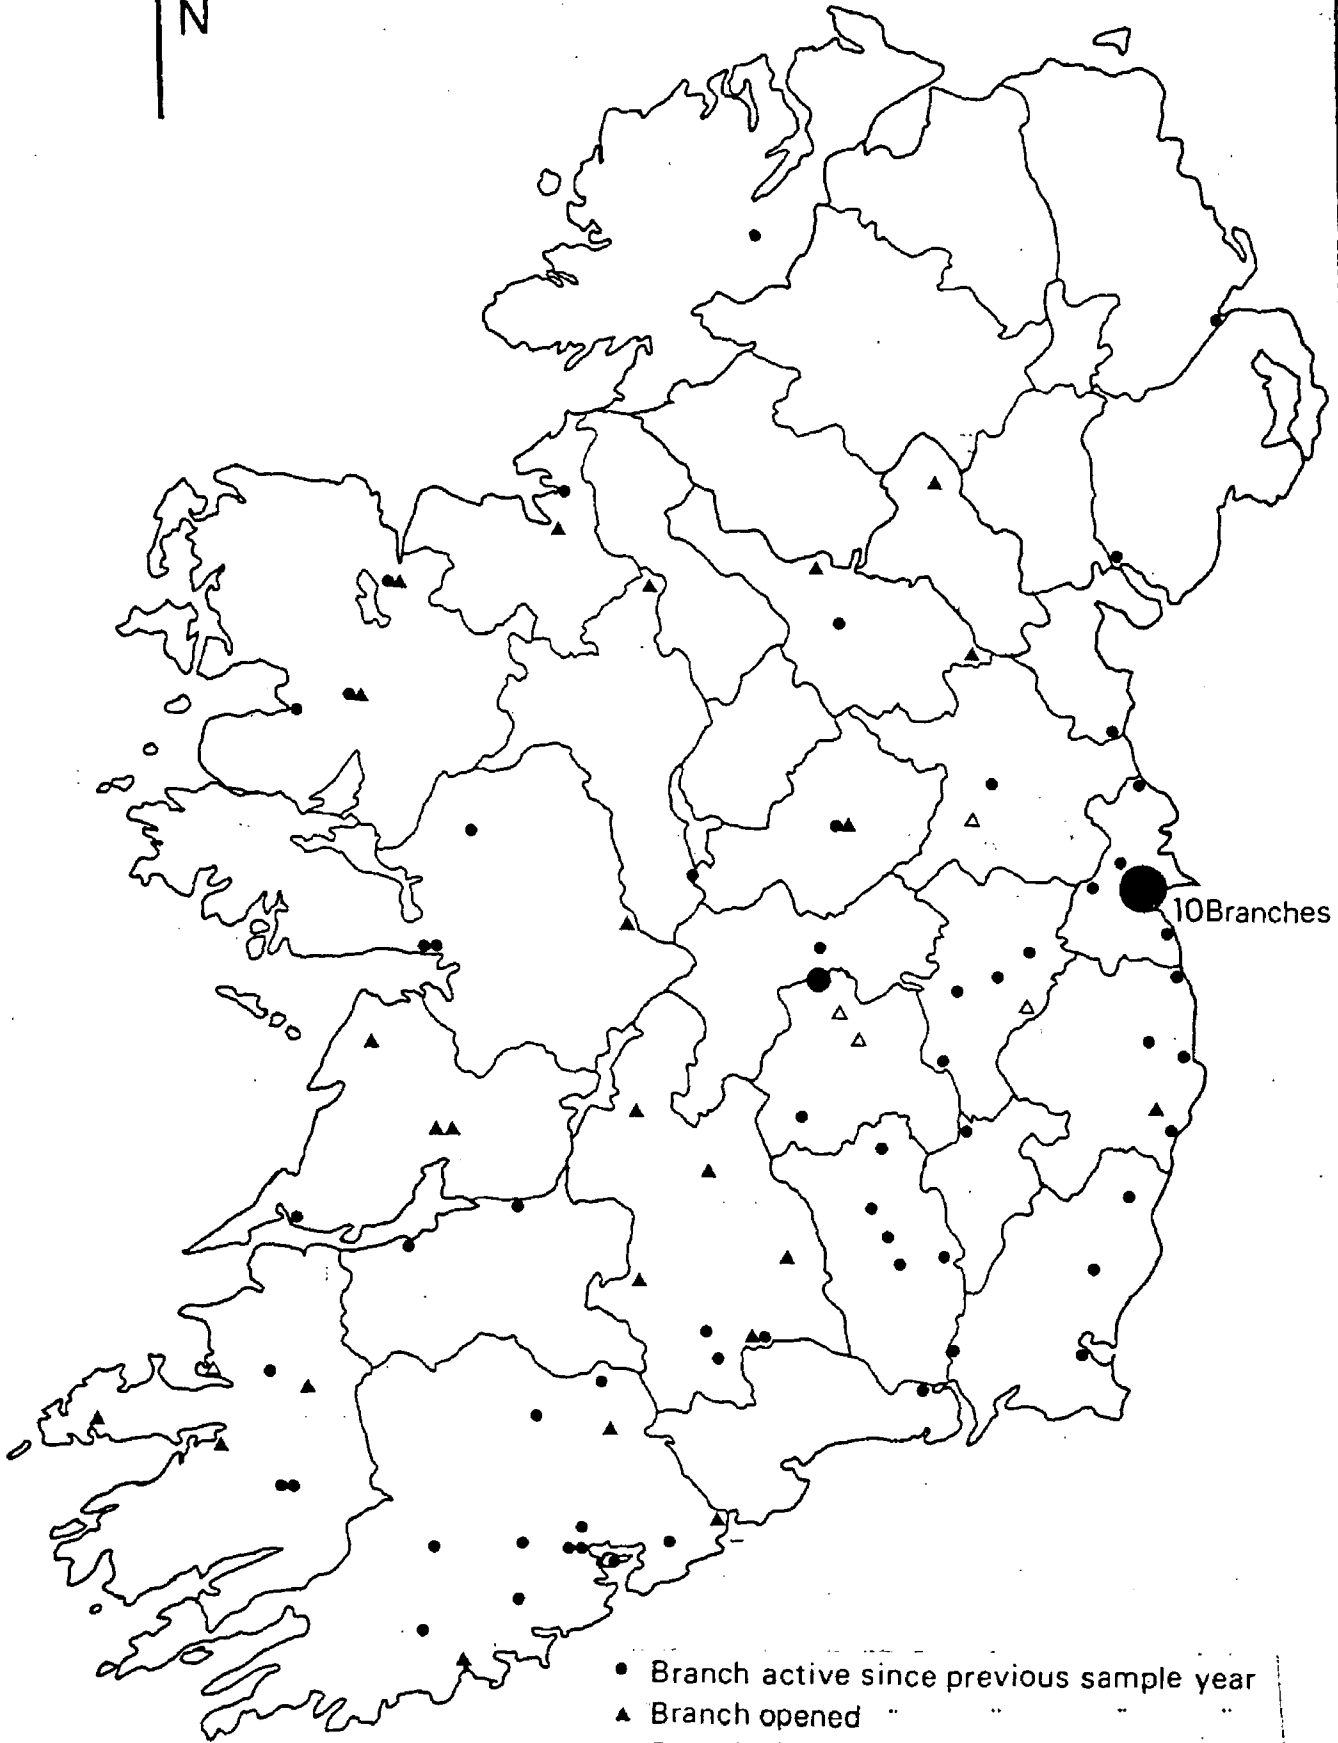 N
10Branches
● Branch active since previous sample year
▲ Branch opened " " " "